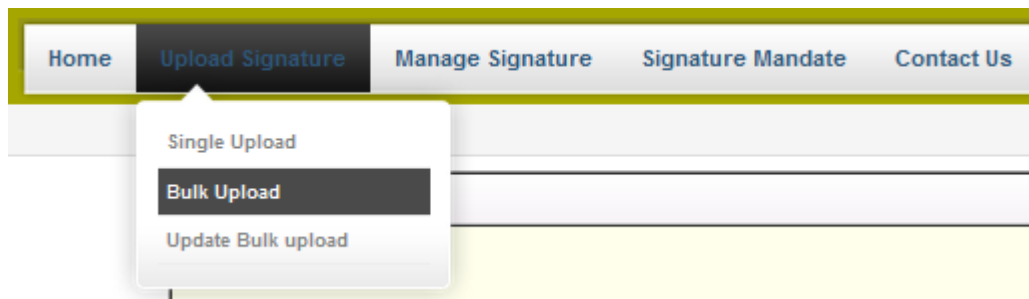 Home Upload Signature Manage Signature Signature Mandate Contact Us
Single Upload
Bulk Upload
Update Bulk upload